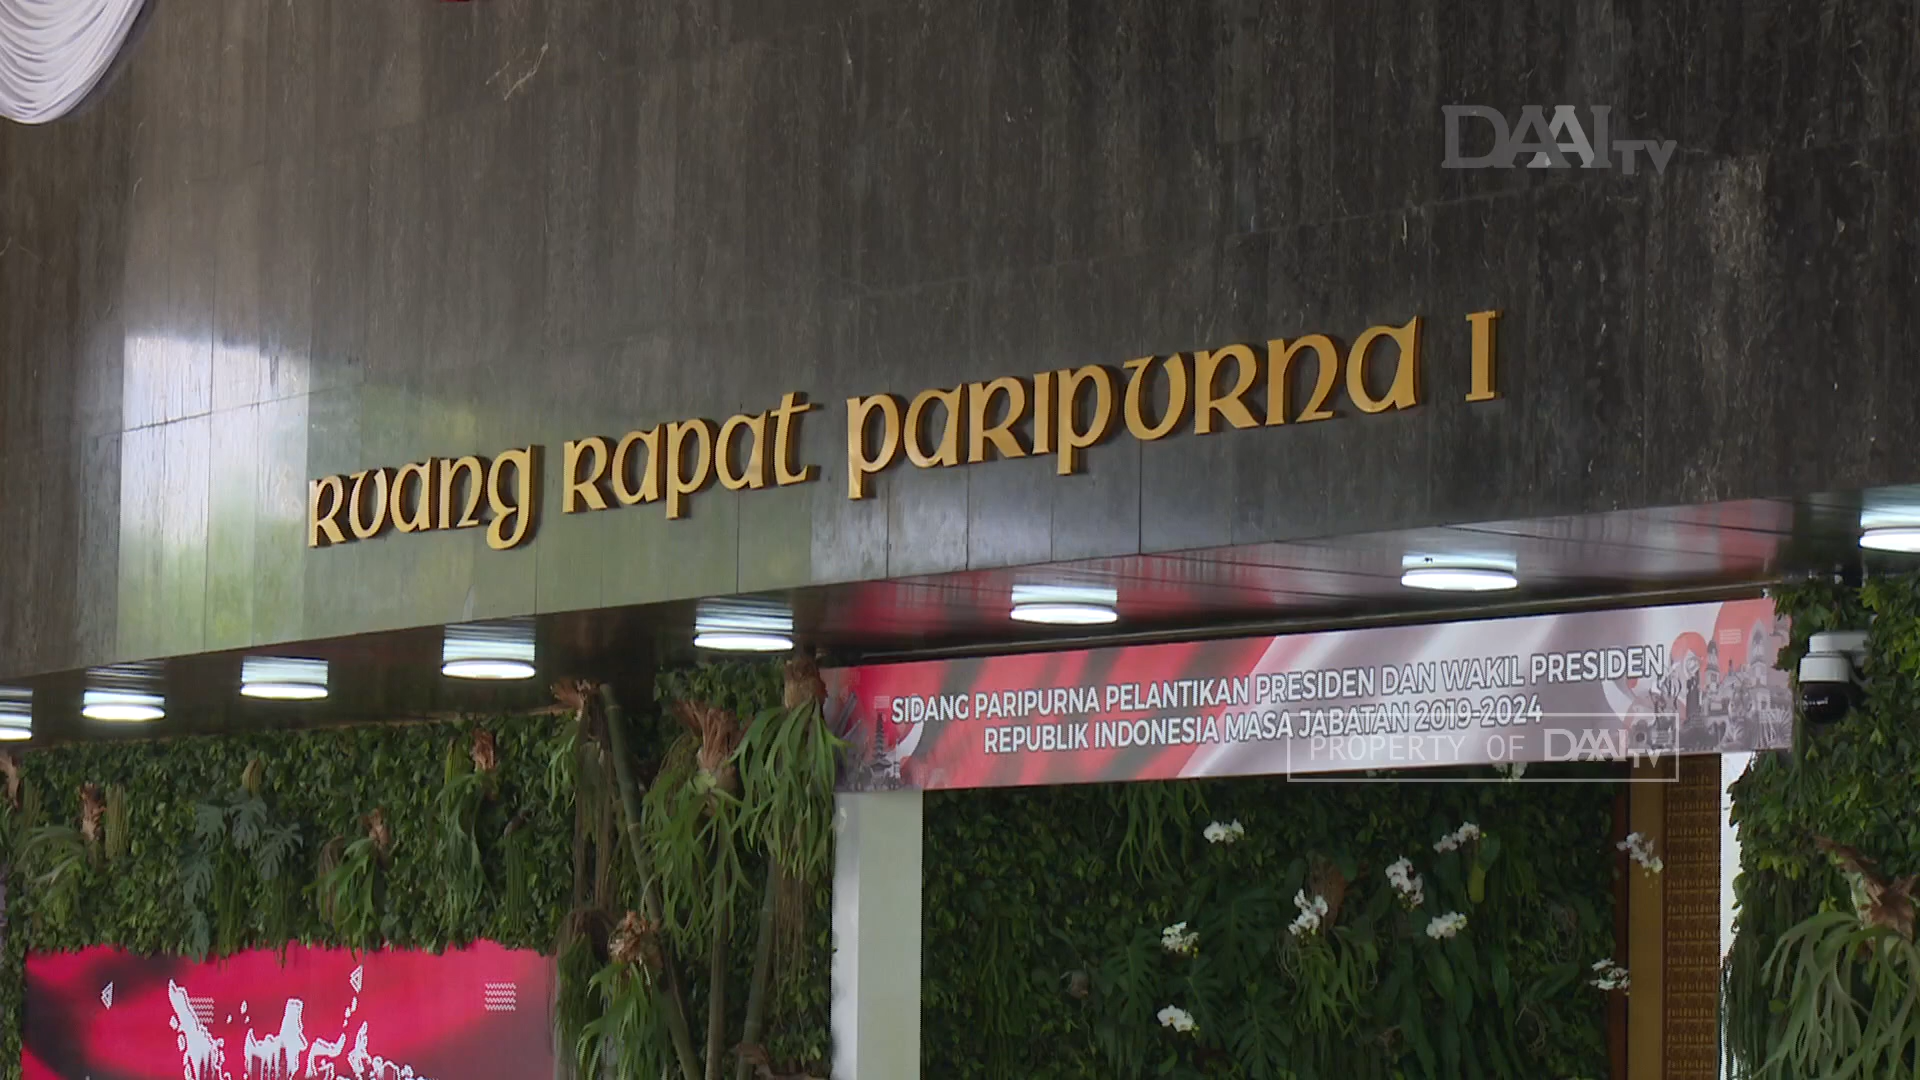 DAAI TV
RUANG RAPAT PARIPURNA I
SIDANG PARIPURNA PELANTIKAN PRESIDEN DAN WAKIL PRESIDEN
REPUBLIK INDONESIA MASA JABATAN 2019-2024
PROPERTY OF DAAI TV